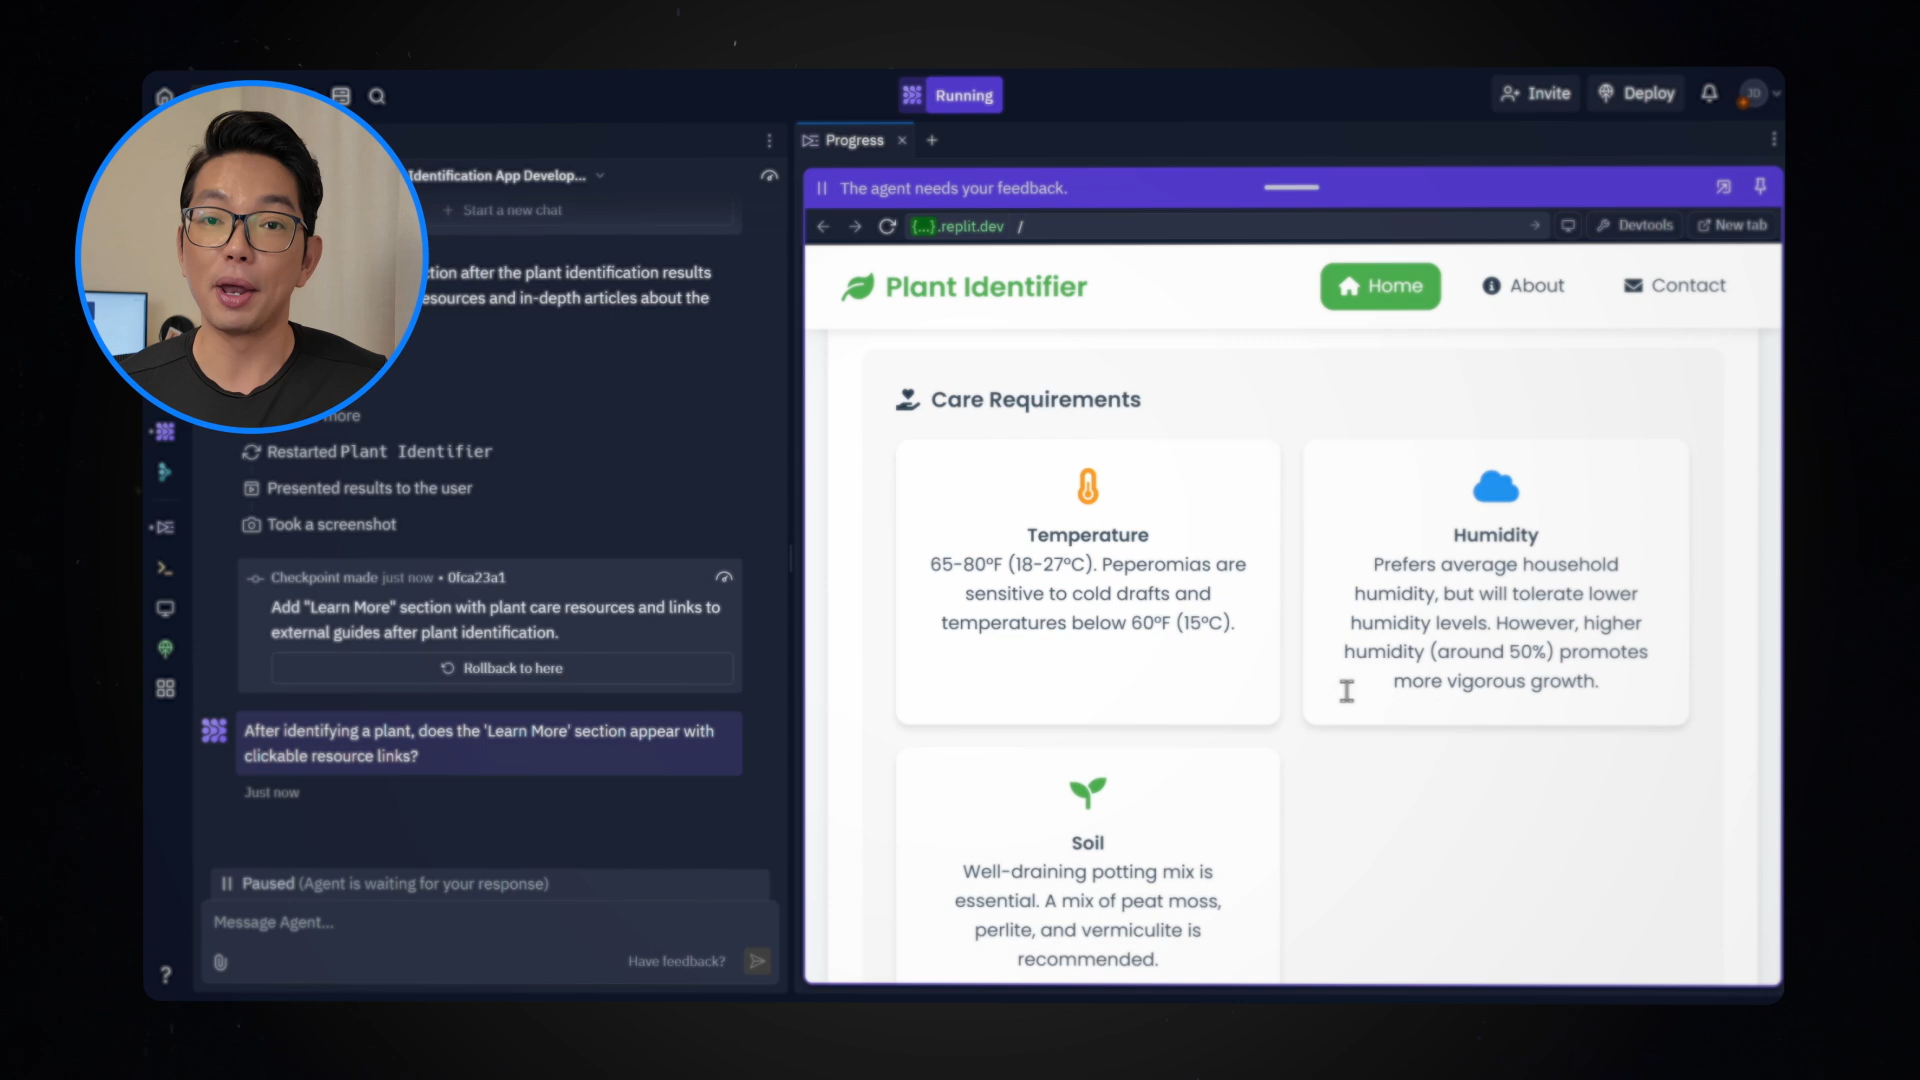 Running
Invite
Deploy
JD
Progress
Identification App Develop...
Start a new chat
The agent needs your feedback.
{...}.replit.dev /
Devtools
New tab
ction after the plant identification results
esources and in-depth articles about the
more
Restarted Plant Identifier
Presented results to the user
Took a screenshot
Checkpoint made just now • 0fca23a1
Add "Learn More" section with plant care resources and links to
external guides after plant identification.
Rollback to here
After identifying a plant, does the 'Learn More' section appear with
clickable resource links?
Just now
Paused (Agent is waiting for your response)
Message Agent...
Have feedback?
?
Plant Identifier
Home
About
Contact
Care Requirements
Temperature
65-80°F (18-27°C). Peperomias are
sensitive to cold drafts and
temperatures below 60°F (15°C).
Humidity
Prefers average household
humidity, but will tolerate lower
humidity levels. However, higher
humidity (around 50%) promotes
more vigorous growth.
Soil
Well-draining potting mix is
essential. A mix of peat moss,
perlite, and vermiculite is
recommended.